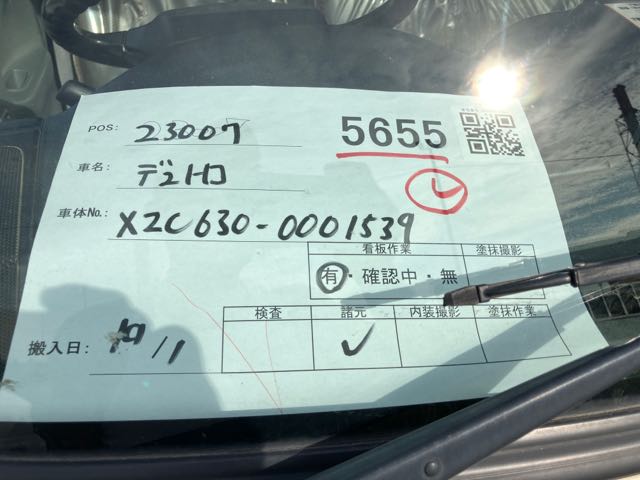 POS: 23007
5655
車名: デュトロ
車体No.: XZC630-0001539
看板作業 塗抹撮影
有・確認中・無
検査 諸元 内装撮影 塗抹作業
✓
搬入日: 10/1